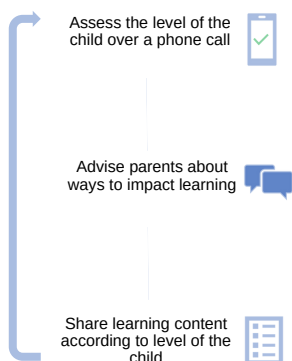 Assess the level of the
child over a phone call
Advise parents about
ways to impact learning
Share learning content
according to level of the
child